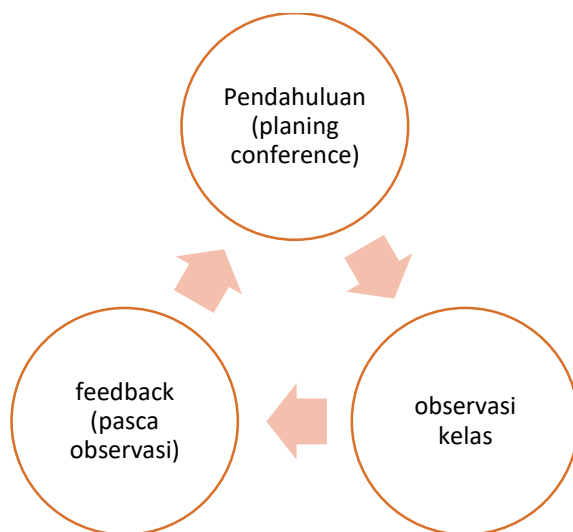 Pendahuluan
(planing
conference)
observasi
kelas
feedback
(pasca
observasi)